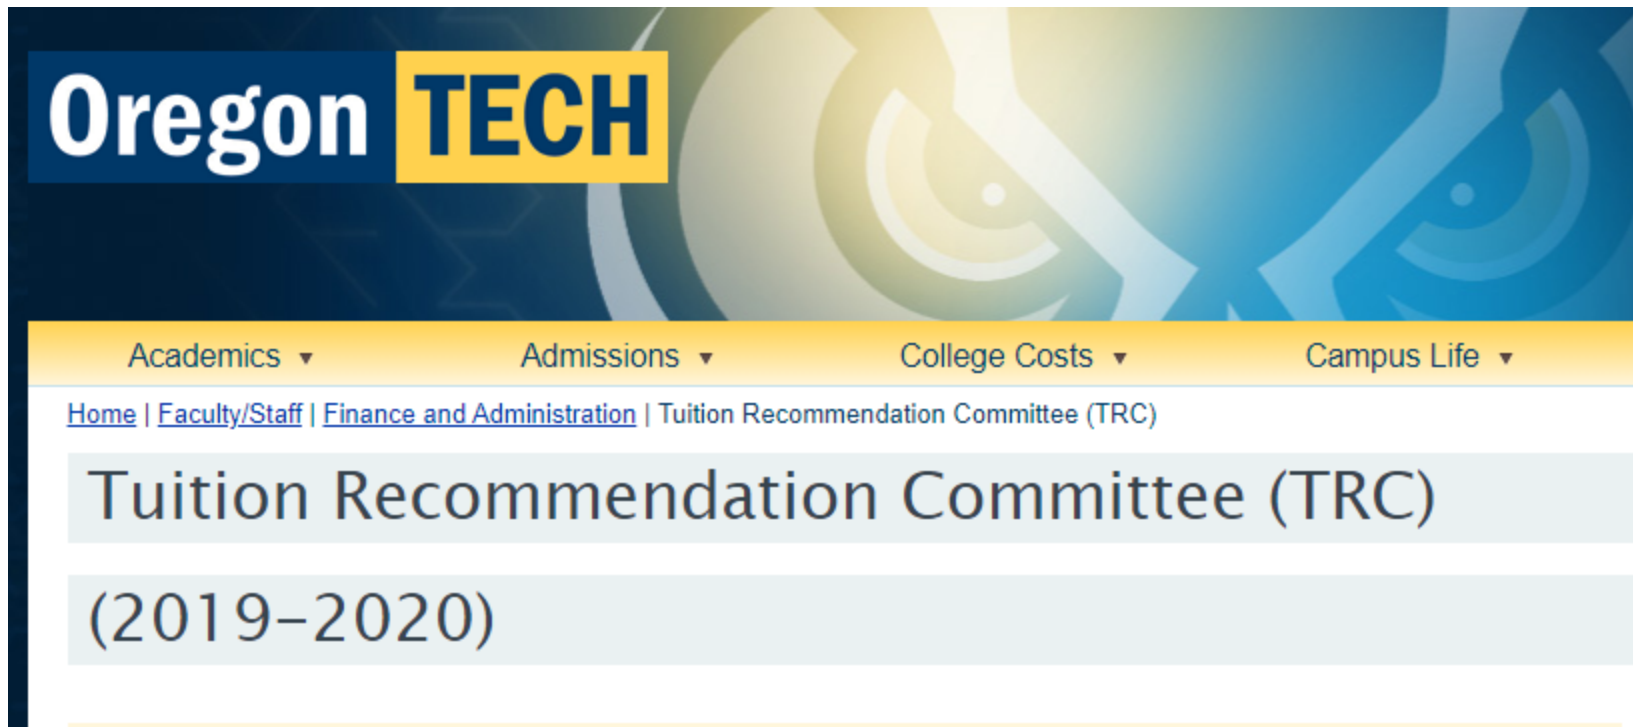 Oregon TECH
Academics ▾ Admissions ▾ College Costs ▾ Campus Life ▾
Home | Faculty/Staff | Finance and Administration | Tuition Recommendation Committee (TRC)
Tuition Recommendation Committee (TRC)
(2019–2020)